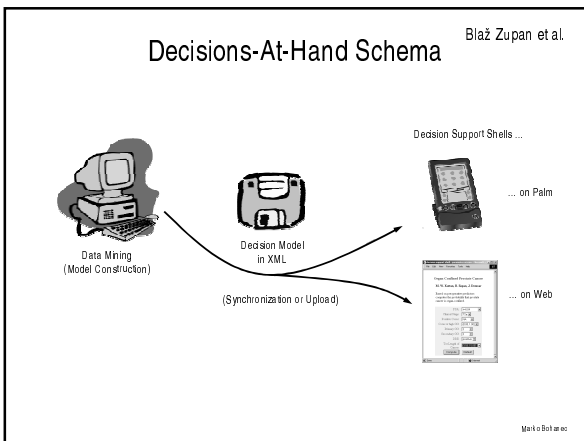 Decisions-At-Hand Schema
Blaž Zupan et al.
Decision Support Shells ...
... on Palm
Data Mining
(Model Construction)
Decision Model
in XML
(Synchronization or Upload)
... on Web
Marko Bohanec